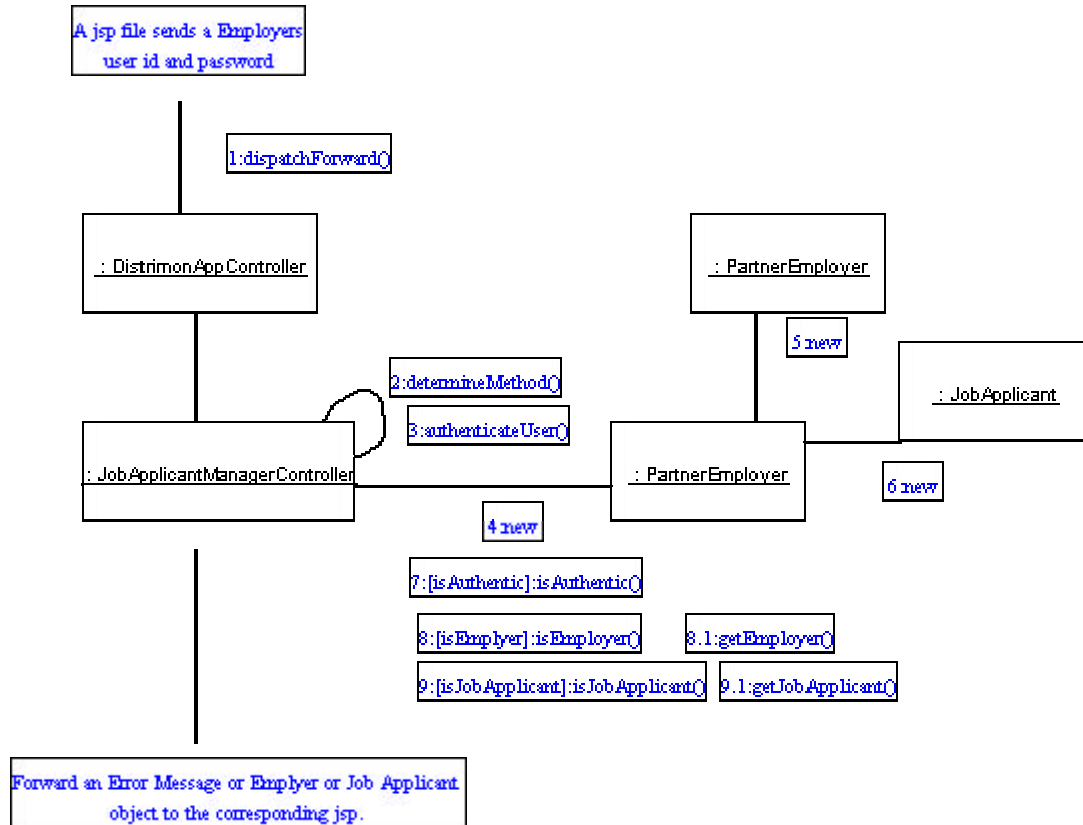 A jsp file sends a Employers
user id and password
1:dispatchForward()
: DistrimonAppController
: PartnerEmployer
5:new
: JobApplicant
2:determineMethod()
3:authenticateUser()
: JobApplicantManagerController
: PartnerEmployer
6:new
4:new
7:[isAuthentic]:isAuthentic()
8:[isEmplyer]:isEmployer()
8.1:getEmployer()
9:[isJobApplicant]:isJobApplicant()
9.1:getJobApplicant()
Forward an Error Message or Emplyer or Job Applicant
object to the corresponding jsp.